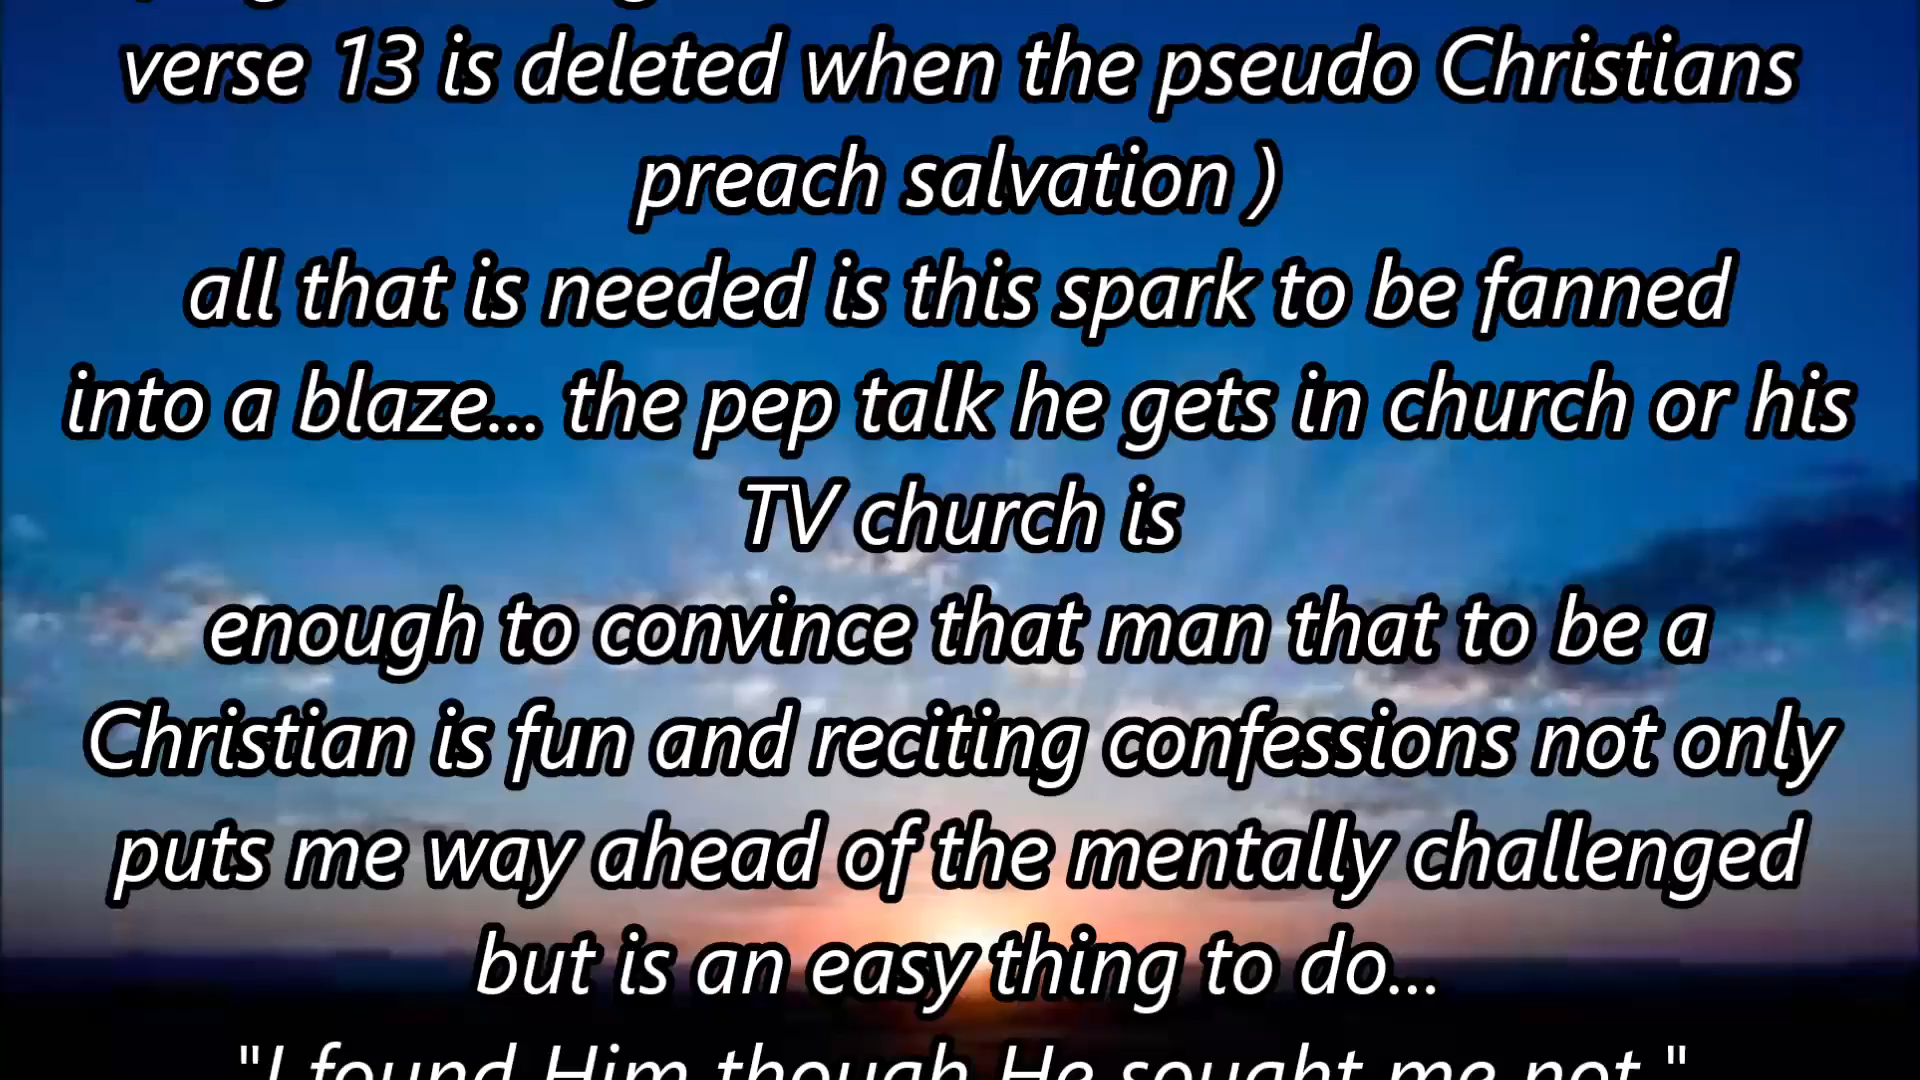 verse 13 is deleted when the pseudo Christians
preach salvation )
all that is needed is this spark to be fanned
into a blaze... the pep talk he gets in church or his
TV church is
enough to convince that man that to be a
Christian is fun and reciting confessions not only
puts me way ahead of the mentally challenged
but is an easy thing to do...
"I found Him though He sought me not."